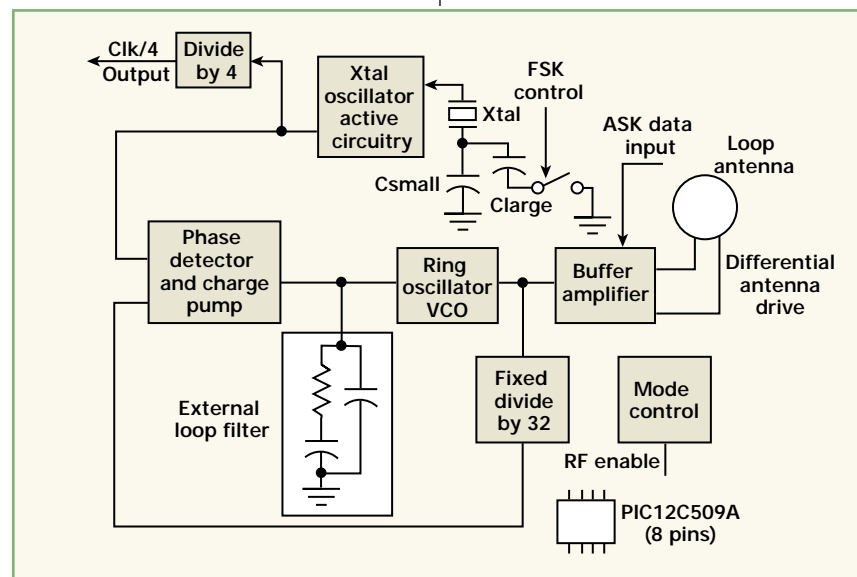 Clk/4
Output
Divide
by 4
Xtal
oscillator
active
circuitry
Xtal
FSK
control
ASK data
input
Loop
antenna
Csmall
Clarge
Phase
detector
and charge
pump
Ring
oscillator
VCO
Buffer
amplifier
Differential
antenna
drive
External
loop filter
Fixed
divide
by 32
Mode
control
RF enable
PIC12C509A
(8 pins)